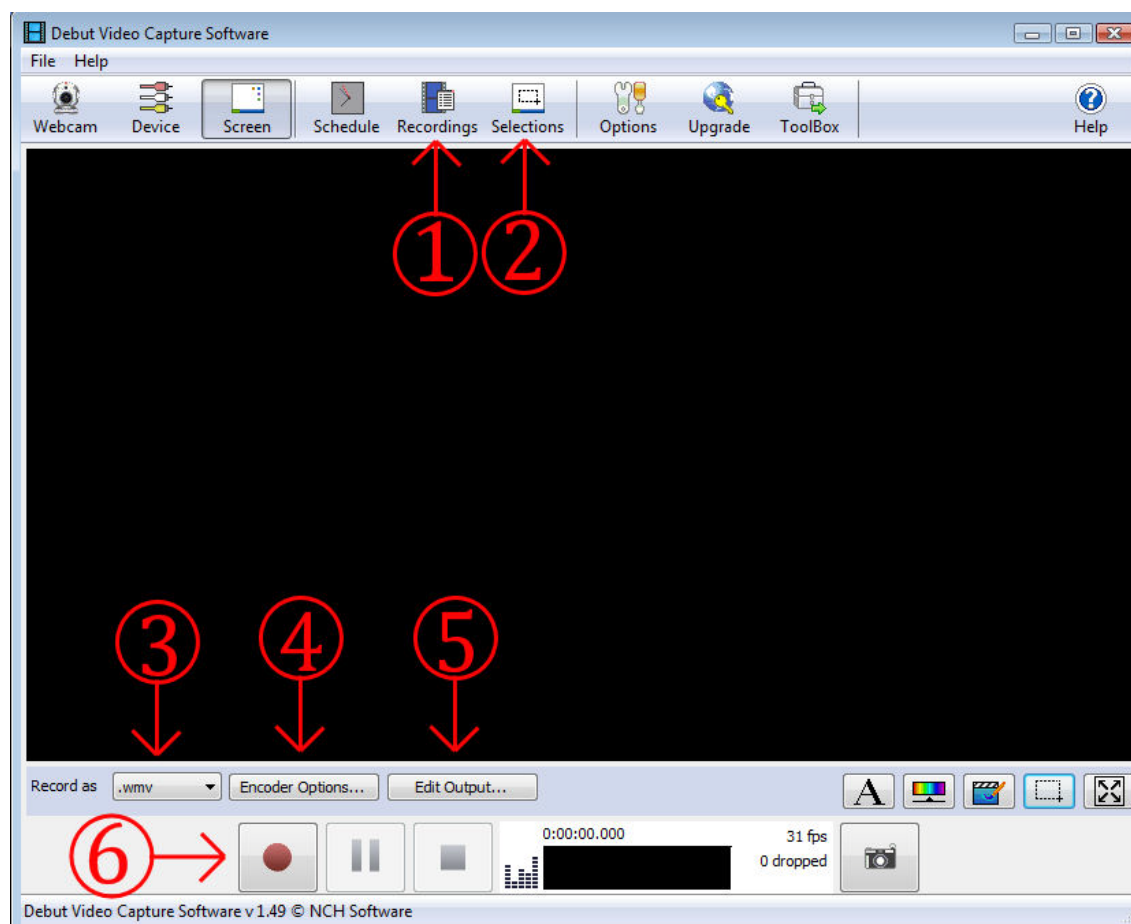 Debut Video Capture Software
File Help
Webcam Device Screen Schedule Recordings Selections Options Upgrade ToolBox Help
1 2
3 4 5
Record as .wmv Encoder Options... Edit Output... A
6 0:00:00.000 31 fps
0 dropped
Debut Video Capture Software v 1.49 © NCH Software